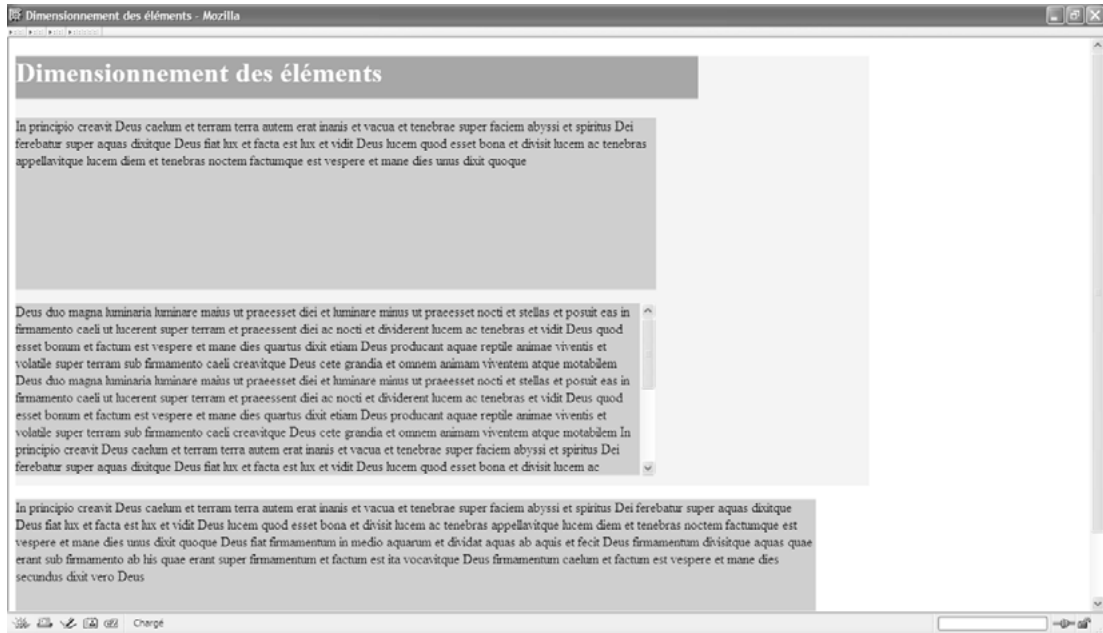 Dimensionnement des éléments - Mozilla
Dimensionnement des éléments
In principio creavit Deus caelum et terram terra autem erat inanis et vacua et tenebrae super faciem abyssi et spiritus Dei
ferebatur super aquas dixitque Deus fiat lux et facta est lux et vidit Deus lucem quod esset bona et divisit lucem ac tenebras
appellavitque lucem diem et tenebras noctem factumque est vespere et mane dies unus dixit quoque
Deus duo magna luminaria luminare maius ut praeesset diei et luminare minus ut praeesset nocti et stellas et posuit eas in
firmamento caeli ut lucerent super terram et praeessent diei ac nocti et dividerent lucem ac tenebras et vidit Deus quod
esset bonum et factum est vespere et mane dies quartus dixit etiam Deus producant aquae reptile animae viventis et
volatile super terram sub firmamento caeli creavitque Deus cete grandia et omnem animam viventem atque motabilem
Deus duo magna luminaria luminare maius ut praeesset diei et luminare minus ut praeesset nocti et stellas et posuit eas in
firmamento caeli ut lucerent super terram et praeessent diei ac nocti et dividerent lucem ac tenebras et vidit Deus quod
esset bonum et factum est vespere et mane dies quartus dixit etiam Deus producant aquae reptile animae viventis et
volatile super terram sub firmamento caeli creavitque Deus cete grandia et omnem animam viventem atque motabilem In
principio creavit Deus caelum et terram terra autem erat inanis et vacua et tenebrae super faciem abyssi et spiritus Dei
ferebatur super aquas dixitque Deus fiat lux et facta est lux et vidit Deus lucem quod esset bona et divisit lucem ac
In principio creavit Deus caelum et terram terra autem erat inanis et vacua et tenebrae super faciem abyssi et spiritus Dei ferebatur super aquas dixitque
Deus fiat lux et facta est lux et vidit Deus lucem quod esset bona et divisit lucem ac tenebras appellavitque lucem diem et tenebras noctem factumque est
vespere et mane dies unus dixit quoque Deus fiat firmamentum in medio aquarum et dividat aquas ab aquis et fecit Deus firmamentum divisitque aquas quae
erant sub firmamento ab his quae erant super firmamentum et factum est ita vocavitque Deus firmamentum caelum et factum est vespere et mane dies
secundus dixit vero Deus
Chargé